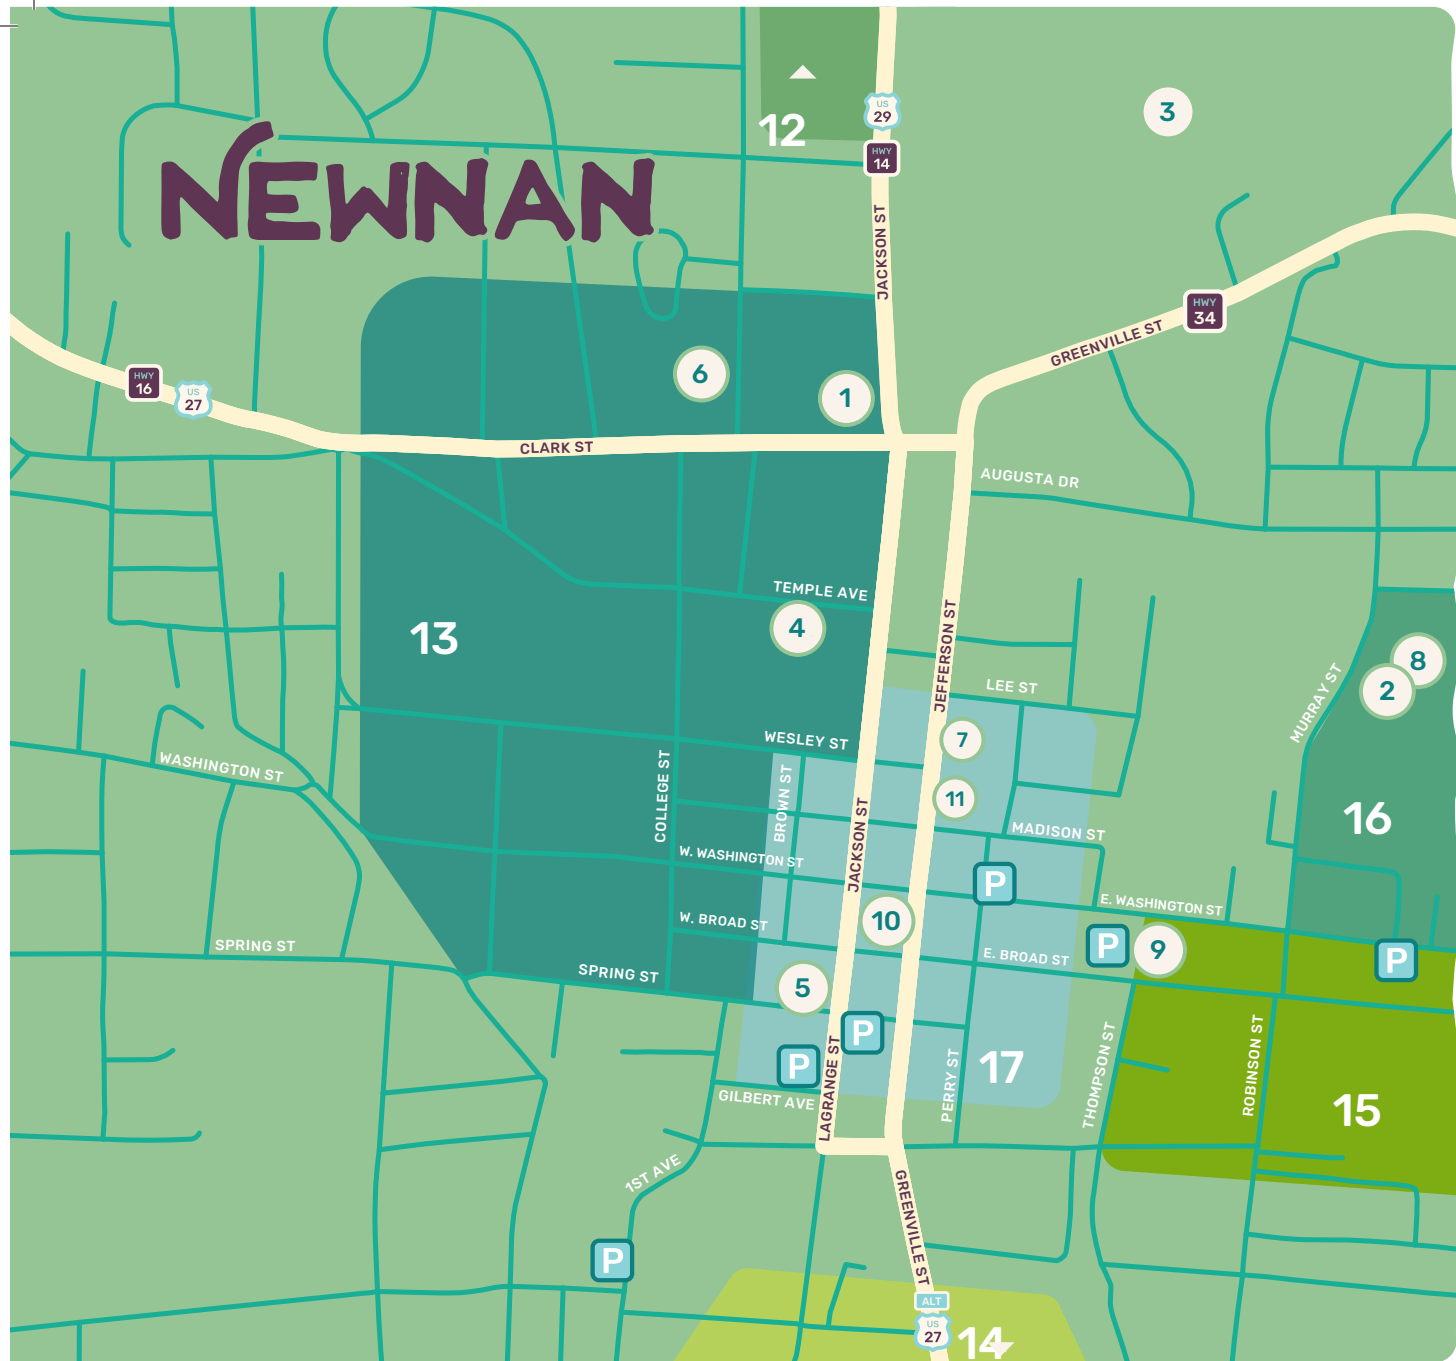 12
US
29
HWY
14
3
NEWNAN
JACKSON ST
HWY
34
GREENVILLE ST
HWY
16
US
27
6
1
CLARK ST
AUGUSTA DR
TEMPLE AVE
4
13
JEFFERSON ST
LEE ST
MURRAY ST
8
2
7
WESLEY ST
WASHINGTON ST
COLLEGE ST
BROWN ST
JACKSON ST
11
MADISON ST
16
W. WASHINGTON ST
P
E. WASHINGTON ST
W. BROAD ST
10
SPRING ST
P
9
E. BROAD ST
P
SPRING ST
5
P
P
LAGRANGE ST
PERRY ST
17
THOMPSON ST
ROBINSON ST
15
GILBERT AVE
1ST AVE
GREENVILLE ST
P
ALT
US
27
14